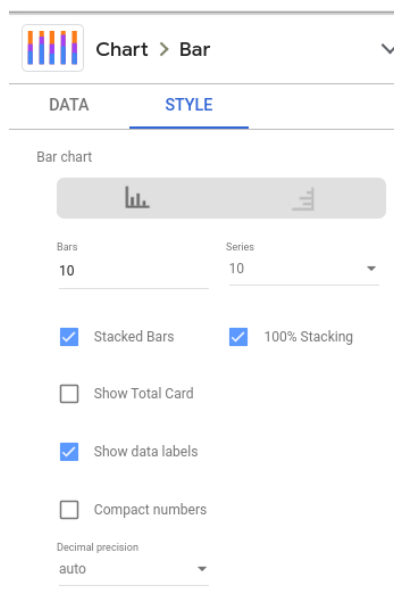 Chart > Bar
DATA STYLE
Bar chart
Bars Series
10 10
Stacked Bars 100% Stacking
Show Total Card
Show data labels
Compact numbers
Decimal precision
auto